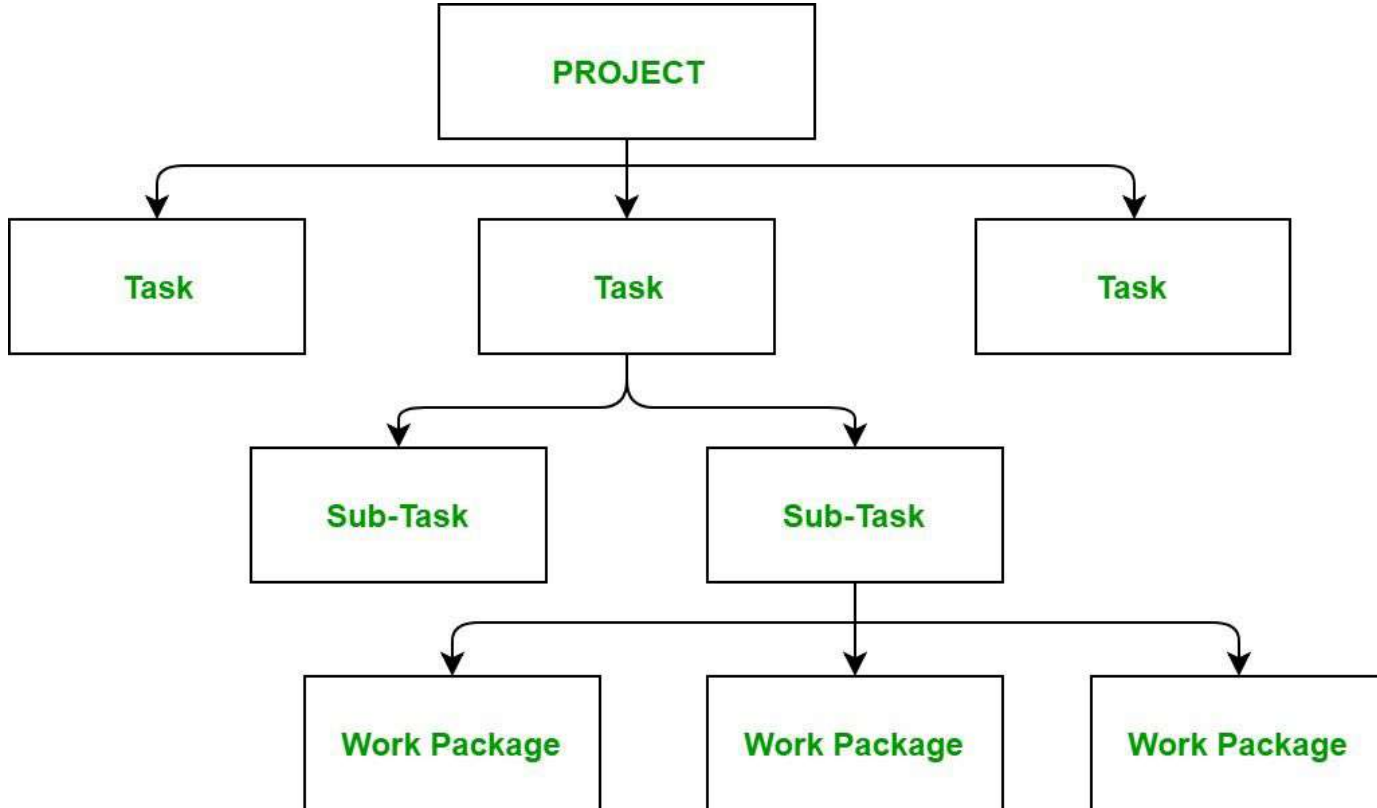 PROJECT
Task
Task
Task
Sub-Task
Sub-Task
Work Package
Work Package
Work Package